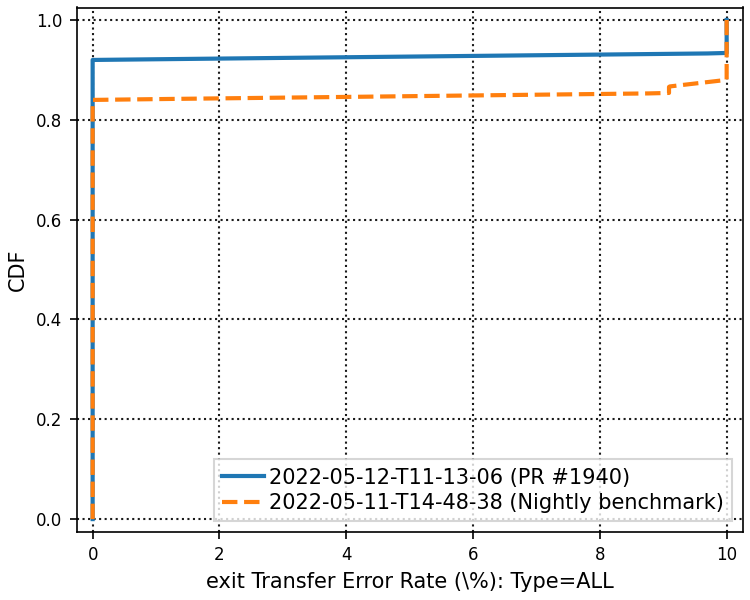 1.0
0.8
0.6
0.4
0.2
0.0
CDF
2022-05-12-T11-13-06 (PR #1940)
2022-05-11-T14-48-38 (Nightly benchmark)
0 2 4 6 8 10
exit Transfer Error Rate (\%): Type=ALL